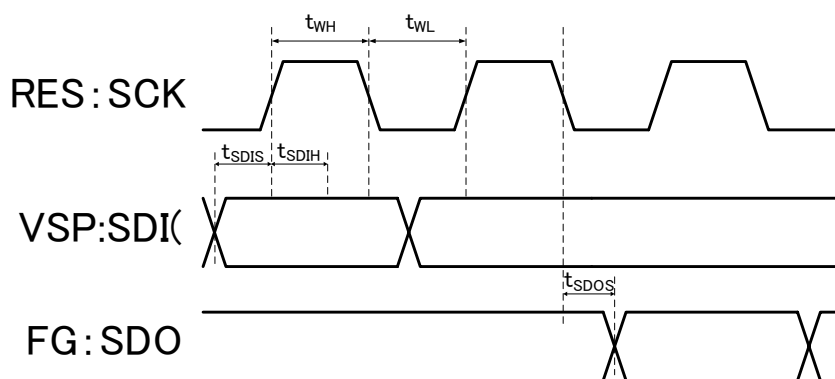 tWH tWL
RES:SCK
tSDIS tSDIH
VSP:SDI(
tSDOS
FG:SDO